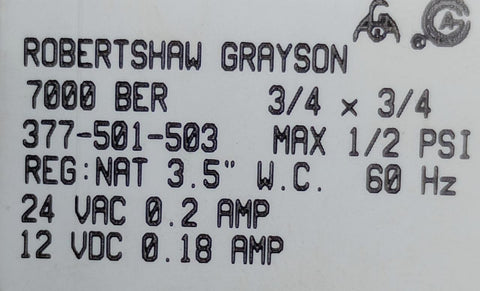 ROBERTSHAW GRAYSON
7000 BER 3/4 x 3/4
377-501-503 MAX 1/2 PSI
REG:NAT 3.5" W.C. 60 Hz
24 VAC 0.2 AMP
12 VDC 0.18 AMP